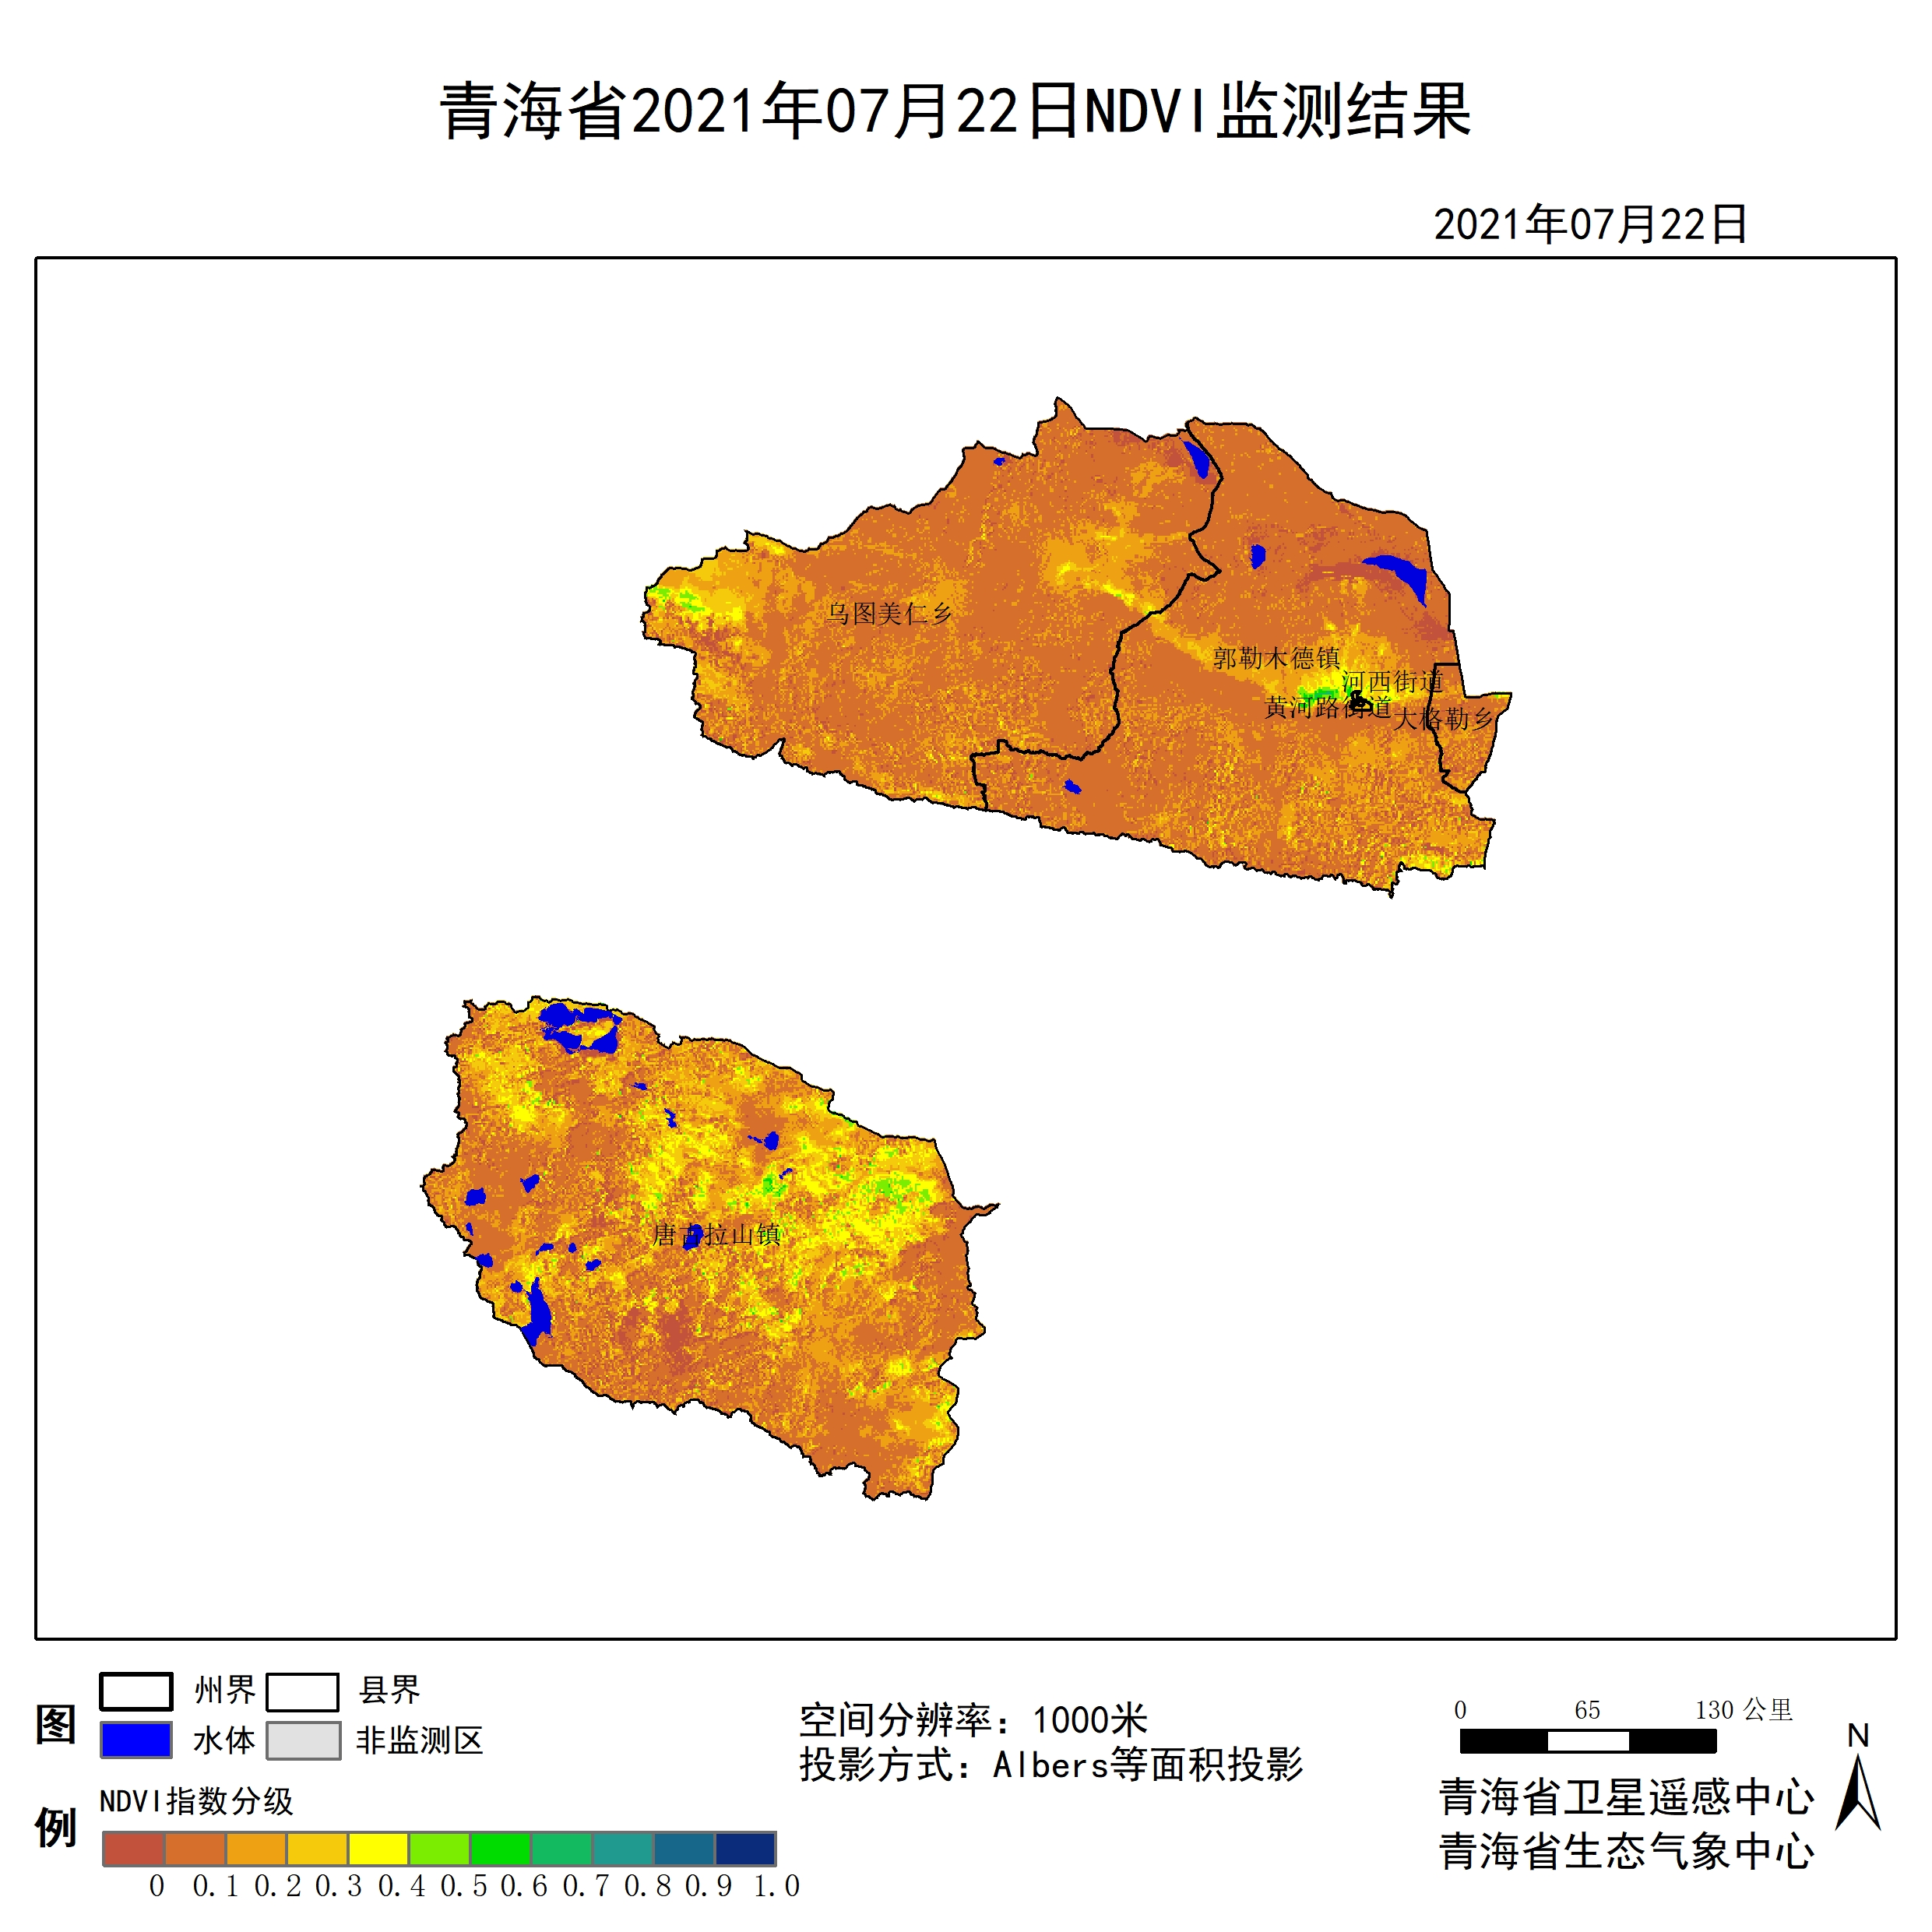 青海省2021年07月22日NDVI监测结果
2021年07月22日
乌图美仁乡
郭勒木德镇
河西街道
黄河路街道
大格勒乡
唐古拉山镇
图例
州界 县界
水体 非监测区
NDVI指数分级
0 0.1 0.2 0.3 0.4 0.5 0.6 0.7 0.8 0.9 1.0
空间分辨率：1000米
投影方式：Albers等面积投影
0 65 130 公里
N
青海省卫星遥感中心
青海省生态气象中心